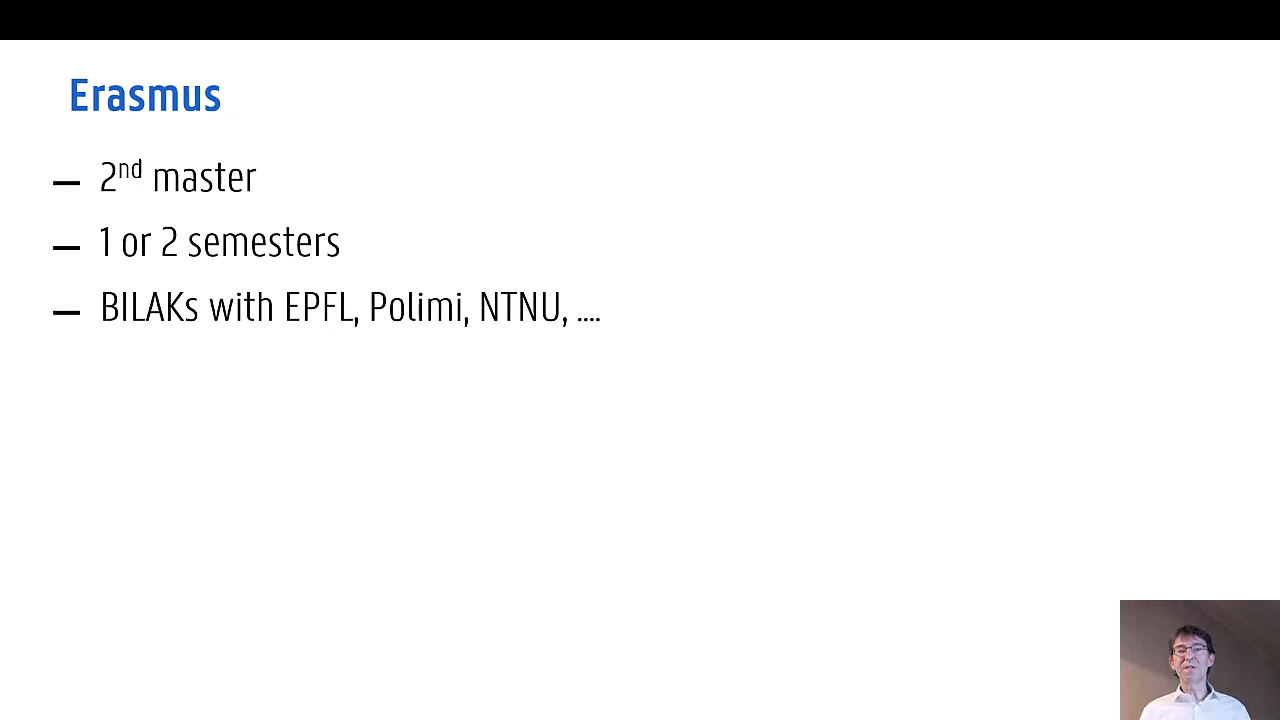 Erasmus
— 2nd master
— 1 or 2 semesters
— BILAKs with EPFL, Polimi, NTNU, ....